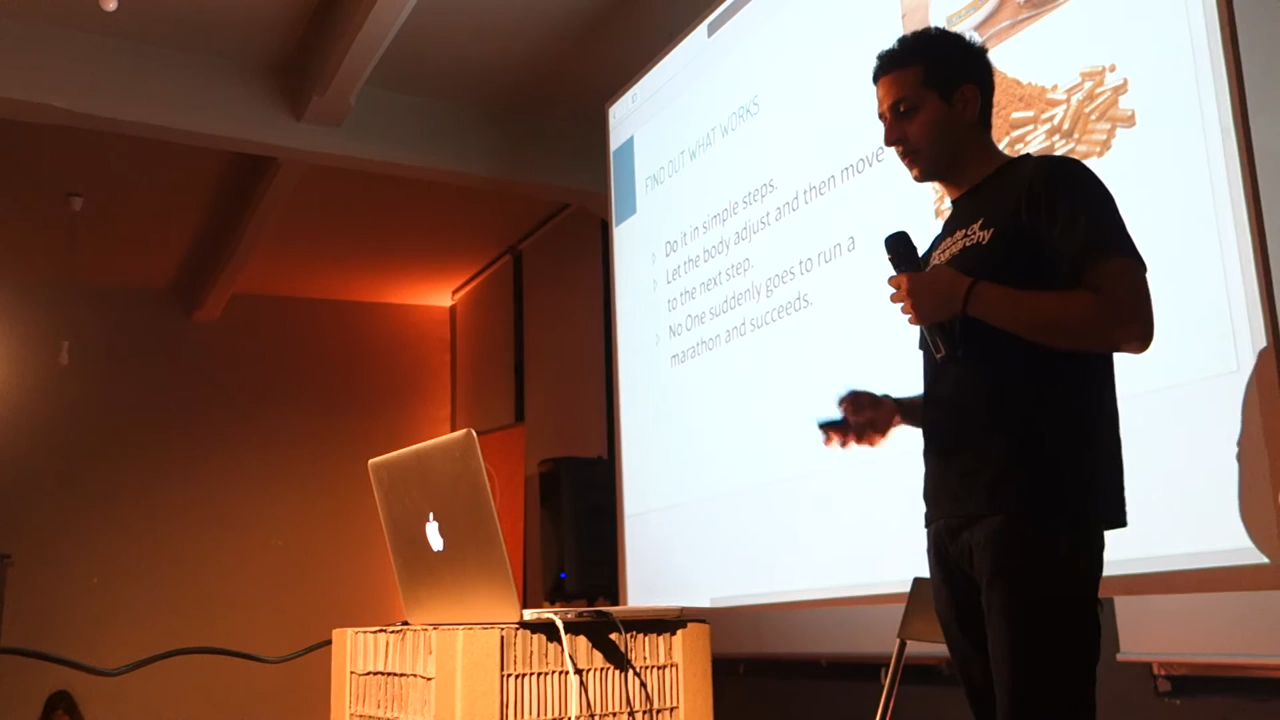 FIND OUT WHAT WORKS
Do it in simple steps.
Let the body adjust and then move
to the next step.
No One suddenly goes to run a
marathon and succeeds.